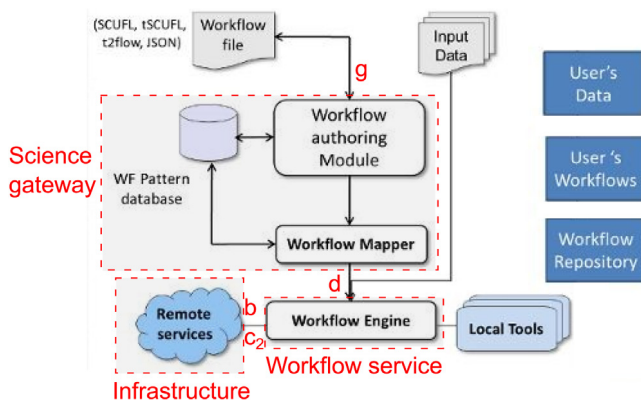 (SCUFL, tSCUFL,
t2flow, JSON)
Workflow
file
Input
Data
g
User's
Data
Workflow
authoring
Module
Science
gateway
WF Pattern
database
User 's
Workflows
Workflow Mapper
Workflow
Repository
d
Remote
services
b
c2
Workflow Engine
Local Tools
Infrastructure
Workflow service